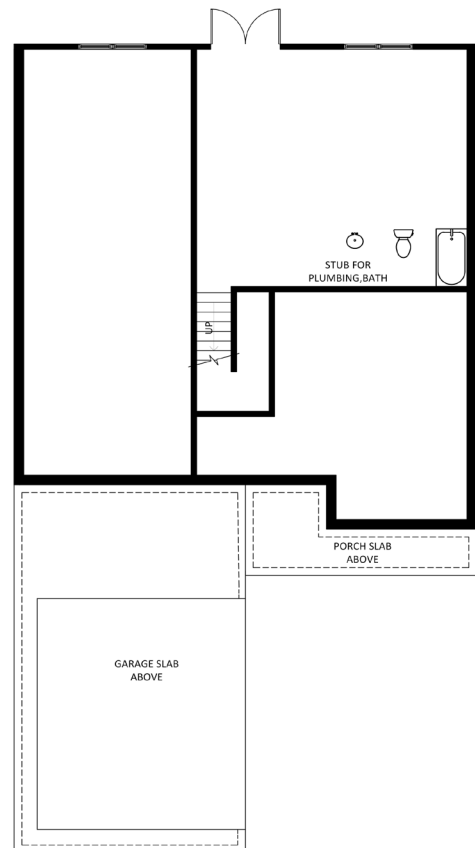 STUB FOR
PLUMBING,BATH
UP
PORCH SLAB
ABOVE
GARAGE SLAB
ABOVE